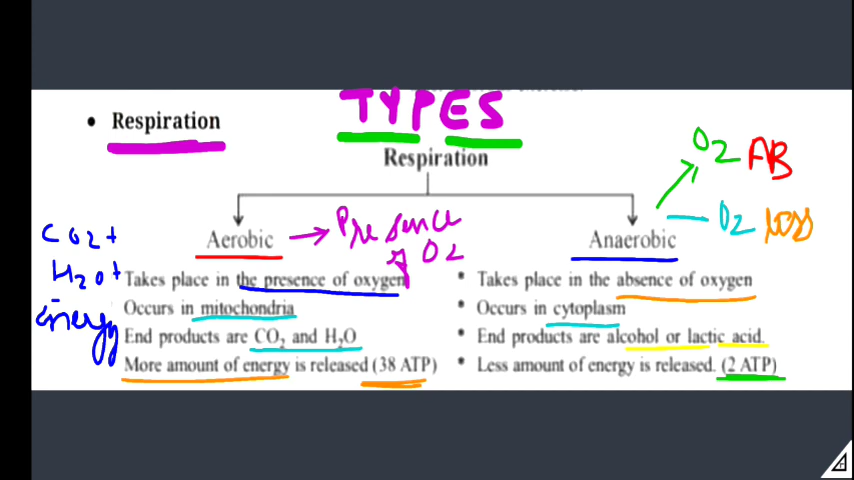 TYPES
• Respiration
Respiration
O2 AB
O2 loss
Aerobic → Presence of O2
Anaerobic
CO2+
H2O+
Energy
Takes place in the presence of oxygen
Occurs in mitochondria
End products are CO₂ and H₂O
More amount of energy is released (38 ATP)
• Takes place in the absence of oxygen
• Occurs in cytoplasm
• End products are alcohol or lactic acid.
• Less amount of energy is released. (2 ATP)